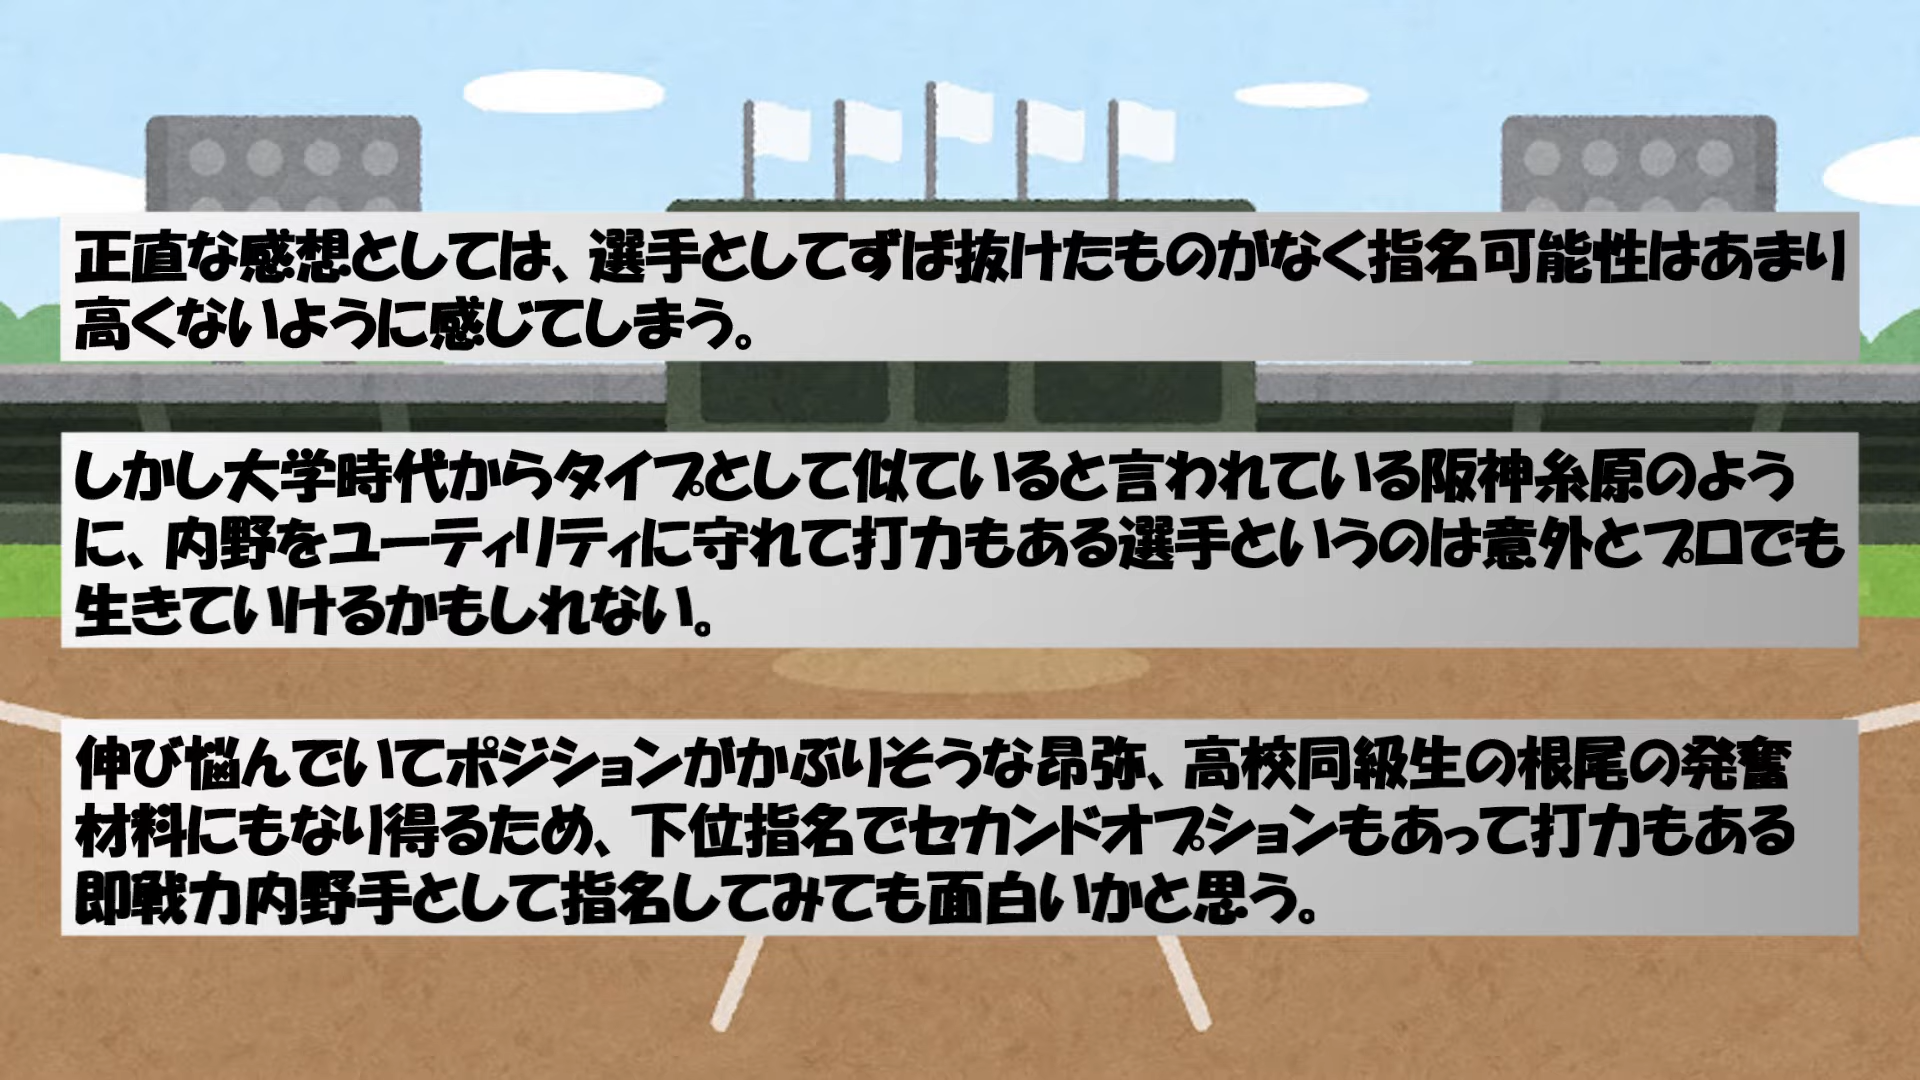 正直な感想としては、選手としてずば抜けたものがなく指名可能性はあまり
高くないように感じてしまう。
しかし大学時代からタイプとして似ていると言われている阪神糸原のよう
に、内野をユーティリティに守れて打力もある選手というのは意外とプロでも
生きていけるかもしれない。
伸び悩んでいてポジションがかぶりそうな昂弥、高校同級生の根尾の発奮
材料にもなり得るため、下位指名でセカンドオプションもあって打力もある
即戦力内野手として指名してみても面白いかと思う。